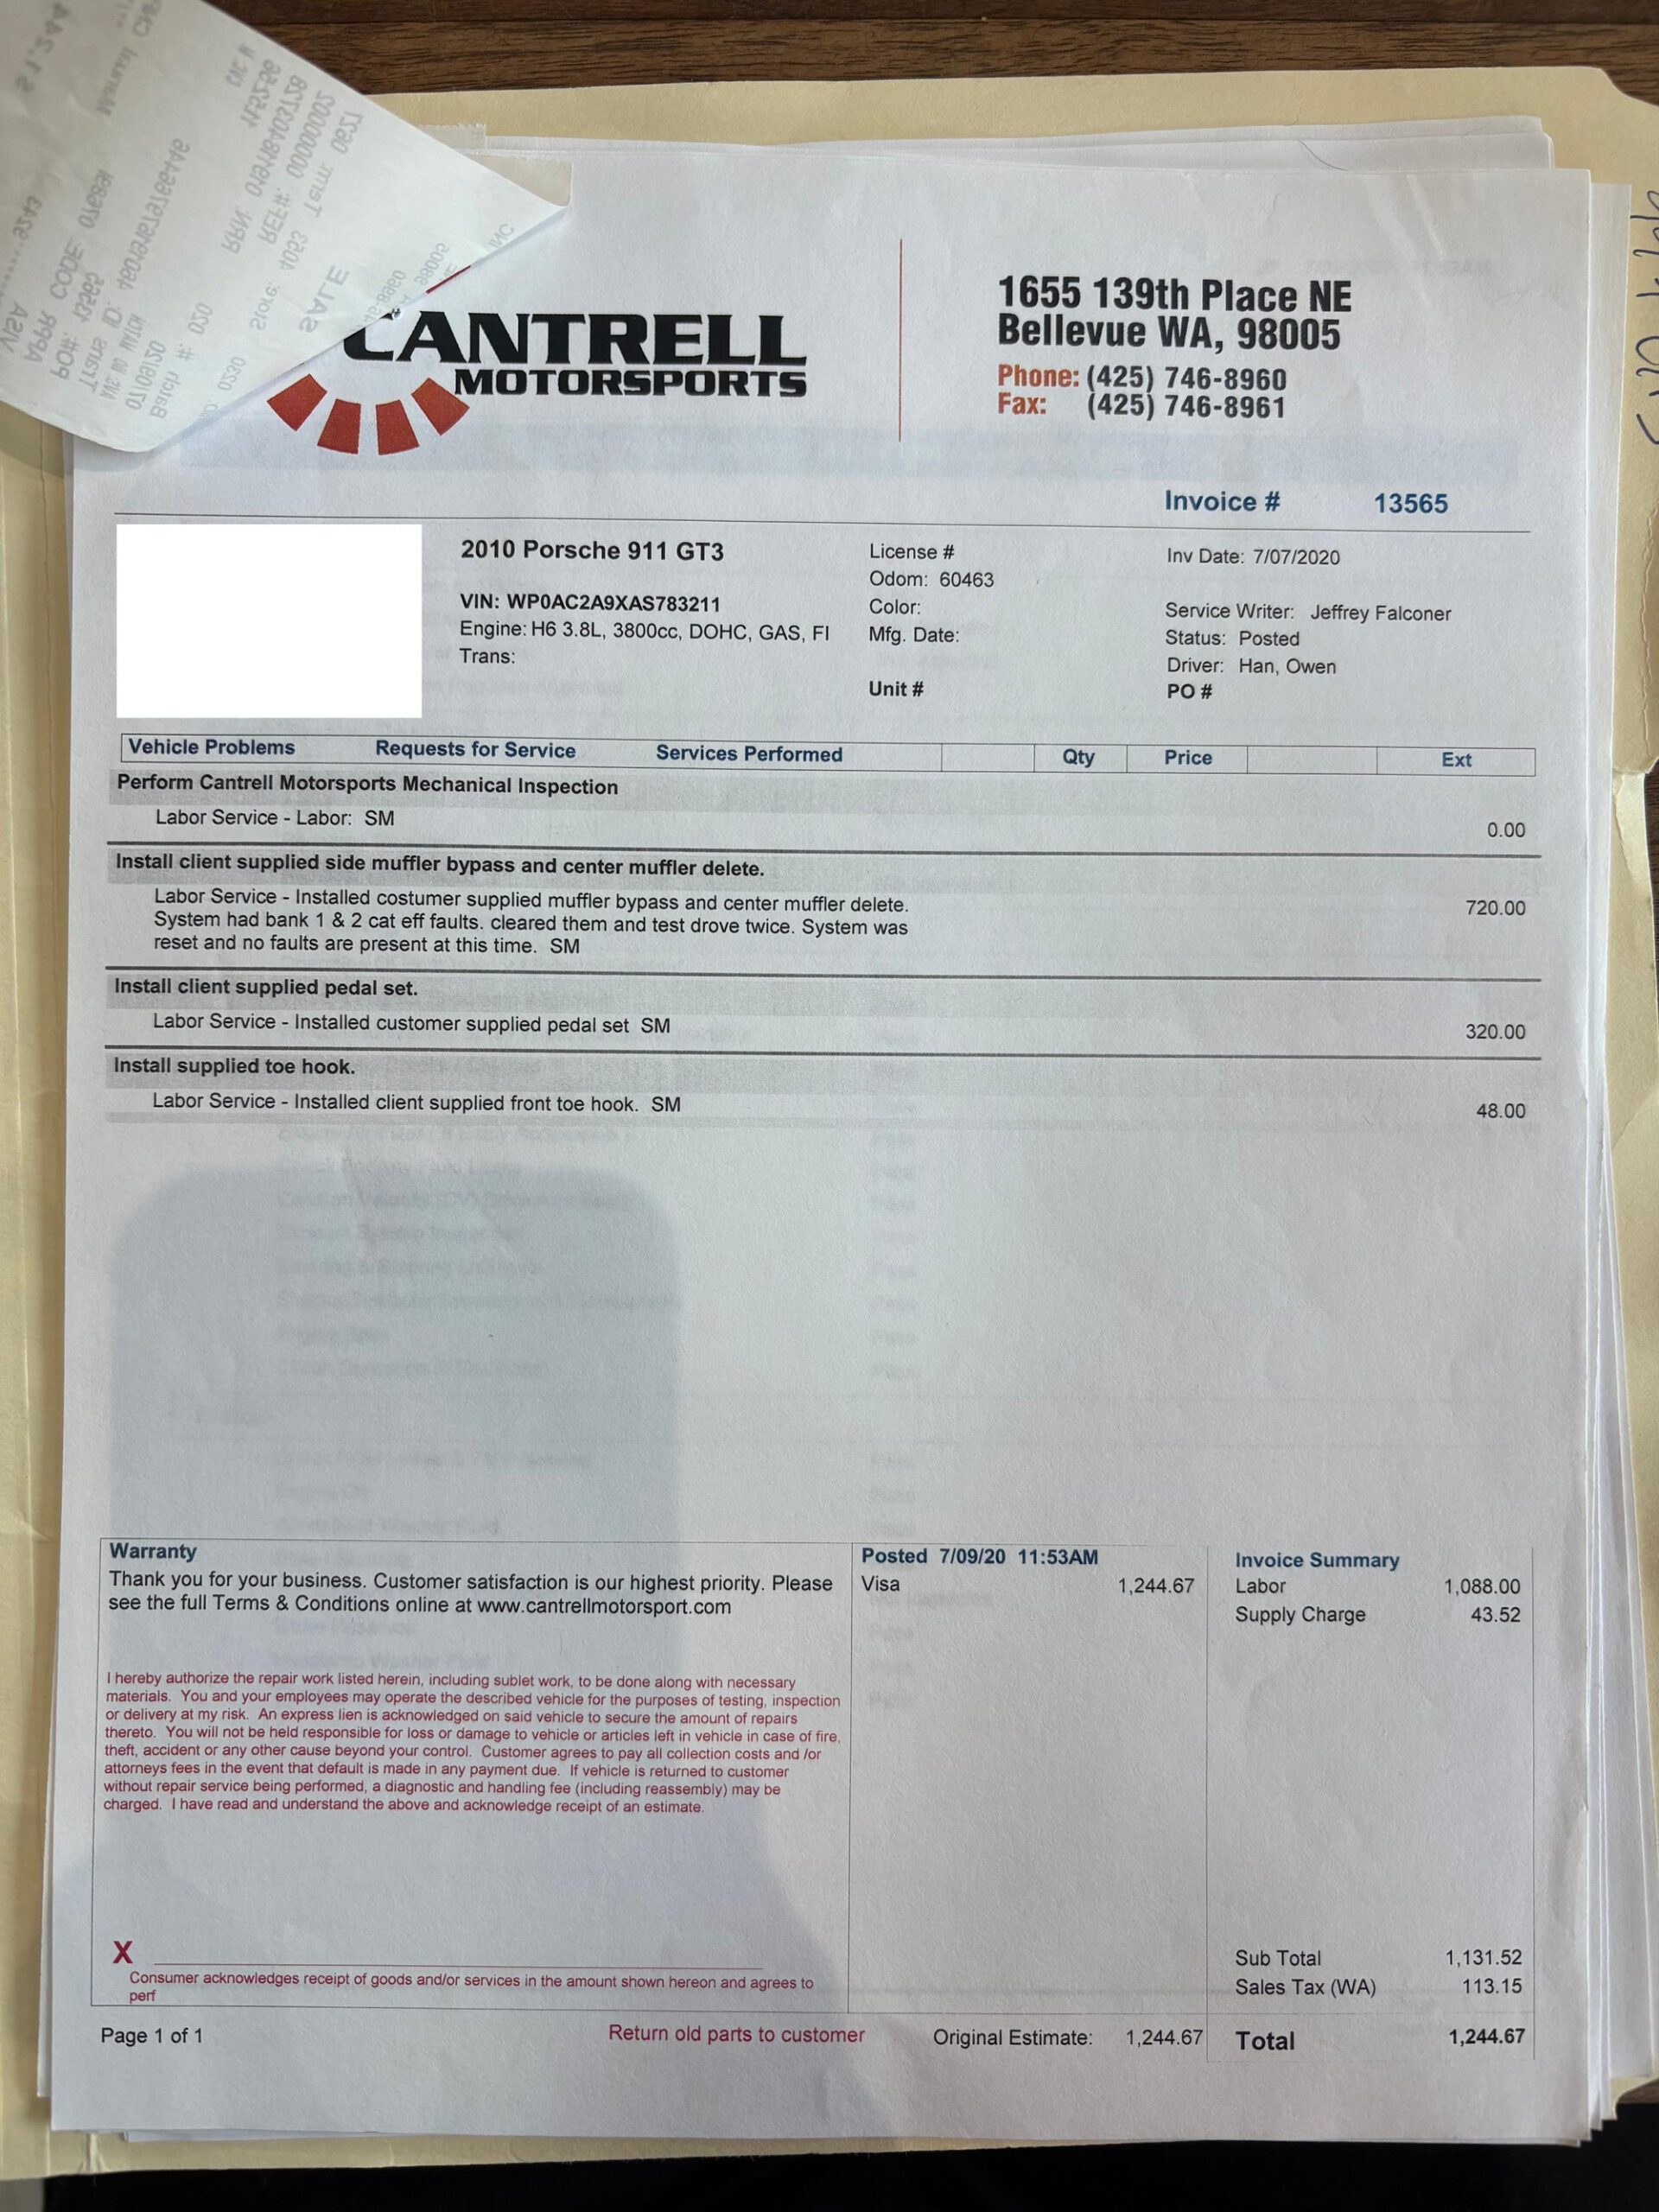 CANTRELL
MOTORSPORTS
1655 139th Place NE
Bellevue WA, 98005
Phone: (425) 746-8960
Fax: (425) 746-8961
Invoice # 13565
2010 Porsche 911 GT3
VIN: WP0AC2A9XAS783211
Engine: H6 3.8L, 3800cc, DOHC, GAS, FI
Trans:
License #
Odom: 60463
Color:
Mfg. Date:
Unit #
Inv Date: 7/07/2020
Service Writer: Jeffrey Falconer
Status: Posted
Driver: Han, Owen
PO #
Vehicle Problems Requests for Service Services Performed Qty Price Ext
Perform Cantrell Motorsports Mechanical Inspection
Labor Service - Labor: SM 0.00
Install client supplied side muffler bypass and center muffler delete.
Labor Service - Installed costumer supplied muffler bypass and center muffler delete. 720.00
System had bank 1 & 2 cat eff faults. cleared them and test drove twice. System was
reset and no faults are present at this time. SM
Install client supplied pedal set.
Labor Service - Installed customer supplied pedal set SM 320.00
Install supplied toe hook.
Labor Service - Installed client supplied front toe hook. SM 48.00
Warranty
Thank you for your business. Customer satisfaction is our highest priority. Please
see the full Terms & Conditions online at www.cantrellmotorsport.com
I hereby authorize the repair work listed herein, including sublet work, to be done along with necessary
materials. You and your employees may operate the described vehicle for the purposes of testing, inspection
or delivery at my risk. An express lien is acknowledged on said vehicle to secure the amount of repairs
thereto. You will not be held responsible for loss or damage to vehicle or articles left in vehicle in case of fire,
theft, accident or any other cause beyond your control. Customer agrees to pay all collection costs and /or
attorneys fees in the event that default is made in any payment due. If vehicle is returned to customer
without repair service being performed, a diagnostic and handling fee (including reassembly) may be
charged. I have read and understand the above and acknowledge receipt of an estimate.
X
Consumer acknowledges receipt of goods and/or services in the amount shown hereon and agrees to
perf
Posted 7/09/20 11:53AM
Visa 1,244.67
Invoice Summary
Labor 1,088.00
Supply Charge 43.52
Sub Total 1,131.52
Sales Tax (WA) 113.15
Page 1 of 1
Return old parts to customer
Original Estimate: 1,244.67
Total 1,244.67
SALE
REF#: 00000002
Batch #: 020
07/09/20
PO#: 13565
VISA